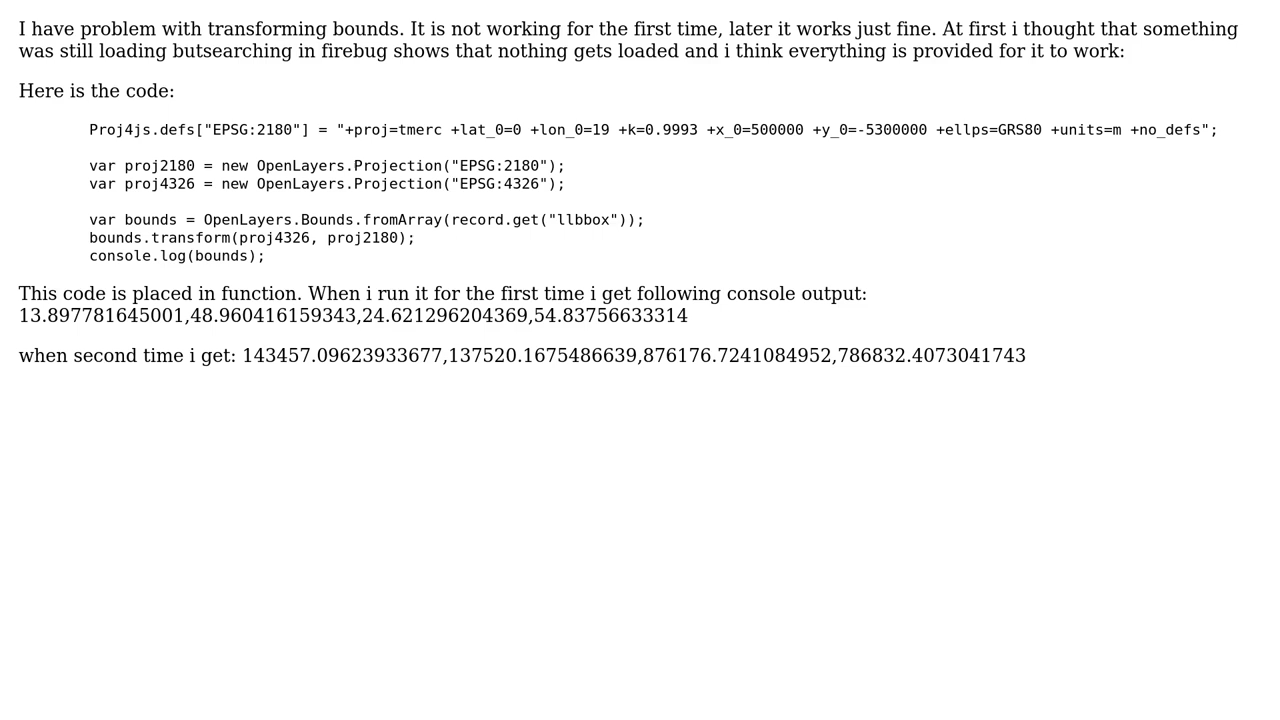 I have problem with transforming bounds. It is not working for the first time, later it works just fine. At first i thought that something
was still loading butsearching in firebug shows that nothing gets loaded and i think everything is provided for it to work:
Here is the code:
Proj4js.defs["EPSG:2180"] = "+proj=tmerc +lat_0=0 +lon_0=19 +k=0.9993 +x_0=500000 +y_0=-5300000 +ellps=GRS80 +units=m +no_defs";
var proj2180 = new OpenLayers.Projection("EPSG:2180");
var proj4326 = new OpenLayers.Projection("EPSG:4326");
var bounds = OpenLayers.Bounds.fromArray(record.get("llbbox"));
bounds.transform(proj4326, proj2180);
console.log(bounds);
This code is placed in function. When i run it for the first time i get following console output:
13.897781645001,48.960416159343,24.621296204369,54.83756633314
when second time i get: 143457.09623933677,137520.1675486639,876176.7241084952,786832.4073041743